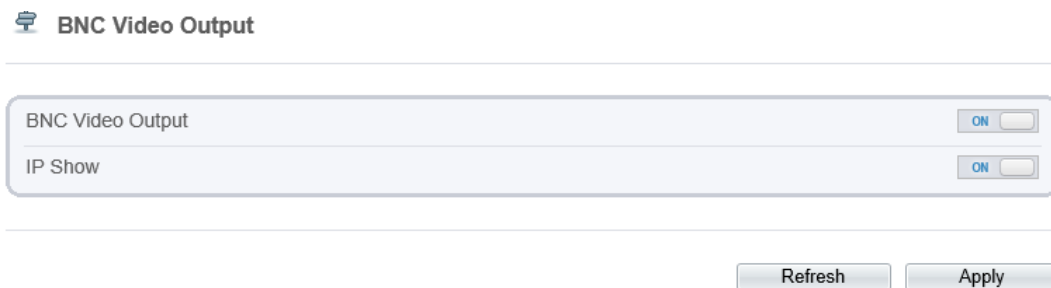 BNC Video Output
BNC Video Output ON
IP Show ON
Refresh Apply